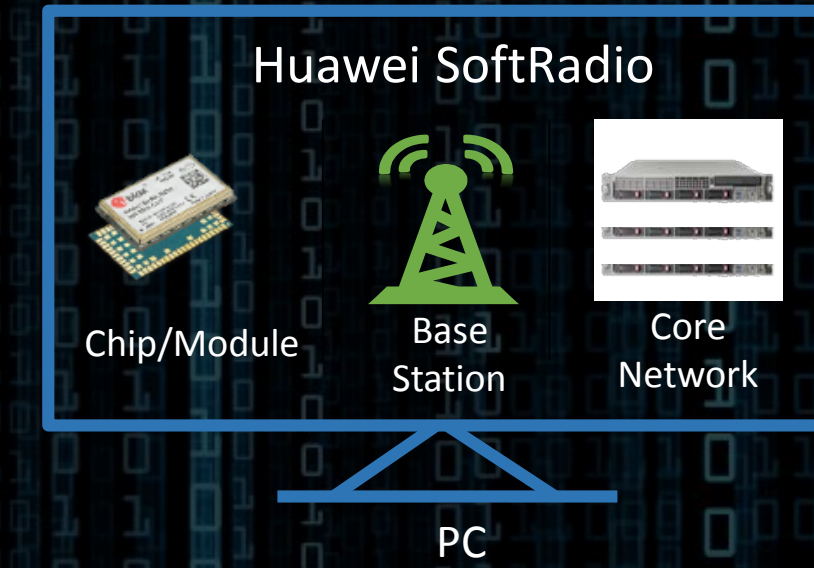 Huawei SoftRadio
Chip/Module
Base
Station
Core
Network
PC